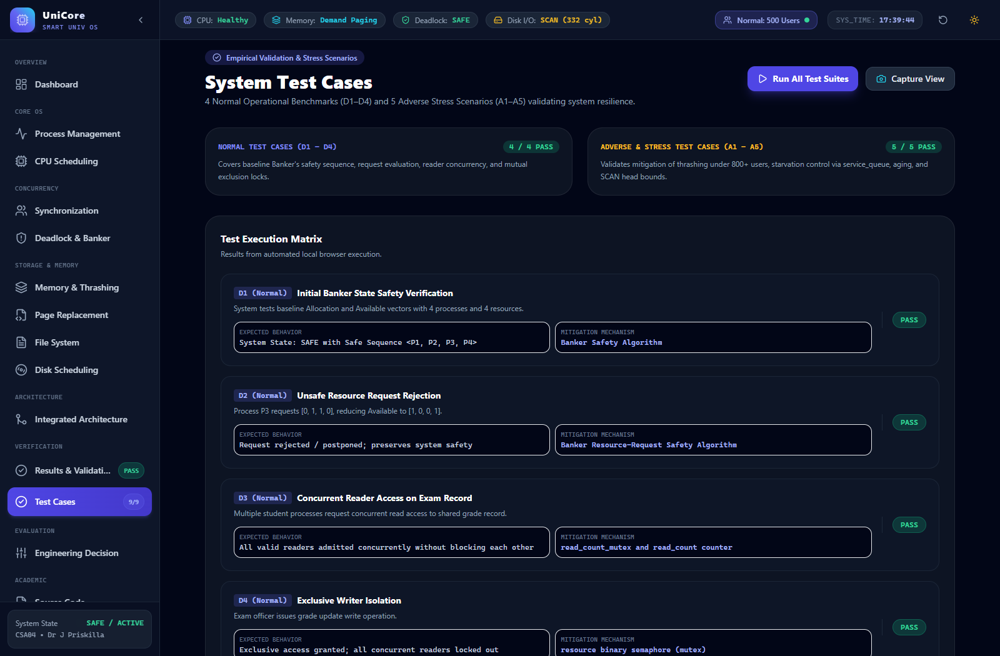 UniCore
SMART UNIV OS
CPU: Healthy
Memory: Demand Paging
Deadlock: SAFE
Disk I/O: SCAN (332 cyl)
Normal: 500 Users
SYS_TIME: 17:39:44
OVERVIEW
Dashboard
CORE OS
Process Management
CPU Scheduling
CONCURRENCY
Synchronization
Deadlock & Banker
STORAGE & MEMORY
Memory & Thrashing
Page Replacement
File System
Disk Scheduling
ARCHITECTURE
Integrated Architecture
VERIFICATION
Results & Validati... PASS
Test Cases 9/9
EVALUATION
Engineering Decision
ACADEMIC
Source Code
System State SAFE / ACTIVE
CSA04 • Dr J Priskilla
Empirical Validation & Stress Scenarios
System Test Cases
4 Normal Operational Benchmarks (D1–D4) and 5 Adverse Stress Scenarios (A1–A5) validating system resilience.
Run All Test Suites
Capture View
NORMAL TEST CASES (D1 – D4) 4 / 4 PASS
Covers baseline Banker's safety sequence, request evaluation, reader concurrency, and mutual
exclusion locks.
ADVERSE & STRESS TEST CASES (A1 – A5) 5 / 5 PASS
Validates mitigation of thrashing under 800+ users, starvation control via service_queue, aging, and
SCAN head bounds.
Test Execution Matrix
Results from automated local browser execution.
D1 (Normal) Initial Banker State Safety Verification
System tests baseline Allocation and Available vectors with 4 processes and 4 resources.
EXPECTED BEHAVIOR
System State: SAFE with Safe Sequence <P1, P2, P3, P4>
MITIGATION MECHANISM
Banker Safety Algorithm
PASS
D2 (Normal) Unsafe Resource Request Rejection
Process P3 requests [0, 1, 1, 0], reducing Available to [1, 0, 0, 1].
EXPECTED BEHAVIOR
Request rejected / postponed; preserves system safety
MITIGATION MECHANISM
Banker Resource-Request Safety Algorithm
PASS
D3 (Normal) Concurrent Reader Access on Exam Record
Multiple student processes request concurrent read access to shared grade record.
EXPECTED BEHAVIOR
All valid readers admitted concurrently without blocking each other
MITIGATION MECHANISM
read_count_mutex and read_count counter
PASS
D4 (Normal) Exclusive Writer Isolation
Exam officer issues grade update write operation.
EXPECTED BEHAVIOR
Exclusive access granted; all concurrent readers locked out
MITIGATION MECHANISM
resource binary semaphore (mutex)
PASS